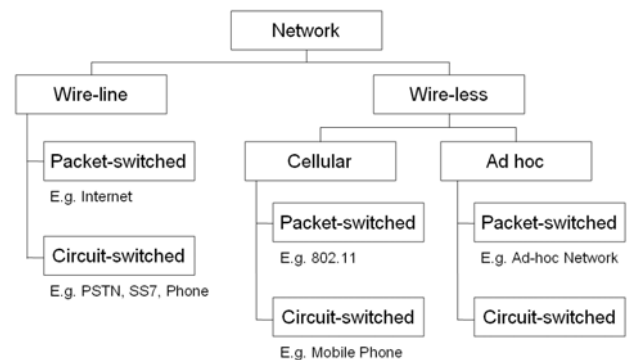 Network
Wire-line
Wire-less
Packet-switched
E.g. Internet
Circuit-switched
E.g. PSTN, SS7, Phone
Cellular
Ad hoc
Packet-switched
E.g. 802.11
Circuit-switched
E.g. Mobile Phone
Packet-switched
E.g. Ad-hoc Network
Circuit-switched